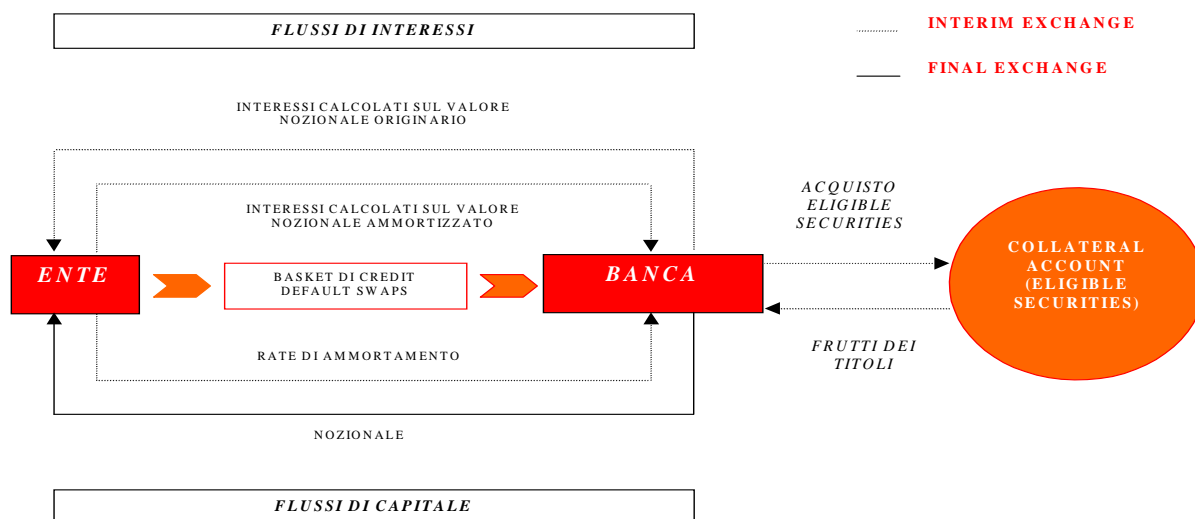 FLUSSI DI INTERESSI
INTERIM EXCHANGE
FINAL EXCHANGE
INTERESSI CALCOLATI SUL VALORE
NOZIONALE ORIGINARIO
INTERESSI CALCOLATI SUL VALORE
NOZIONALE AMMORTIZZATO
ACQUISTO
ELIGIBLE
SECURITIES
ENTE
BASKET DI CREDIT
DEFAULT SWAPS
BANCA
COLLATERAL
ACCOUNT
(ELIGIBLE
SECURITIES)
RATE DI AMMORTAMENTO
FRUTTI DEI
TITOLI
NOZIONALE
FLUSSI DI CAPITALE